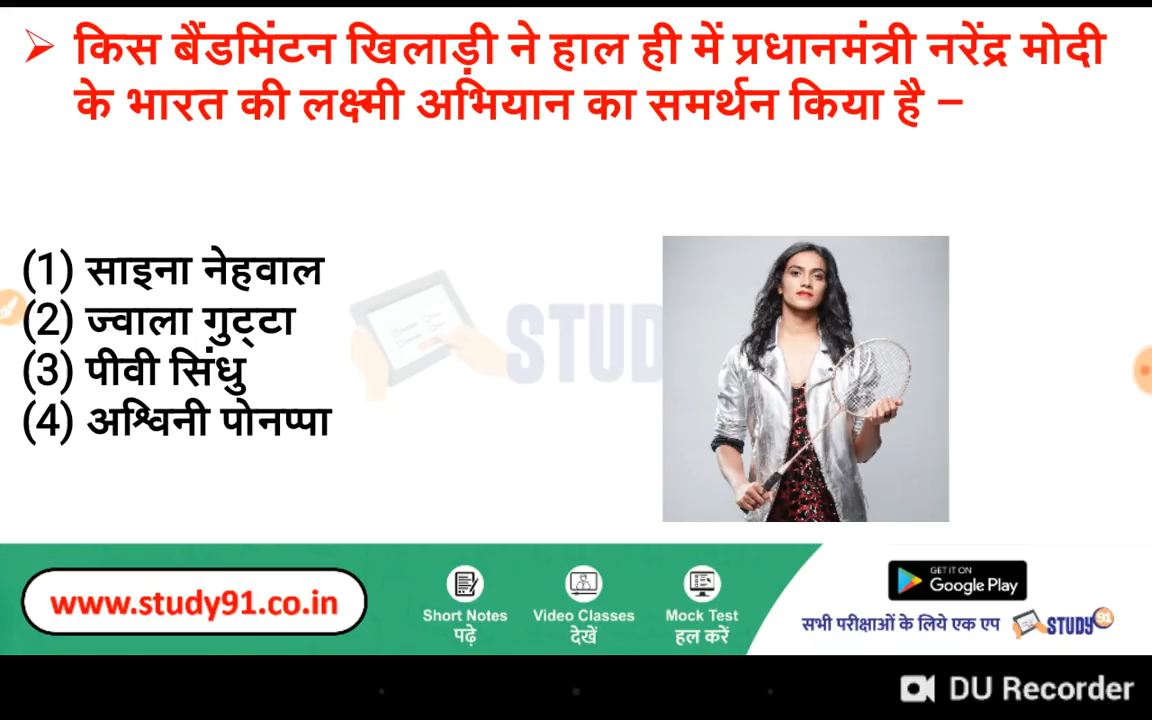 ➢ किस बैंडमिंटन खिलाड़ी ने हाल ही में प्रधानमंत्री नरेंद्र मोदी
के भारत की लक्ष्मी अभियान का समर्थन किया है –
(1) साइना नेहवाल
(2) ज्वाला गुट्टा
(3) पीवी सिंधु
(4) अश्विनी पोनप्पा
STUD
www.study91.co.in
Short Notes
पढ़े
Video Classes
देखें
Mock Test
हल करें
GET IT ON
Google Play
सभी परीक्षाओं के लिये एक एप
STUDY 91
DU Recorder